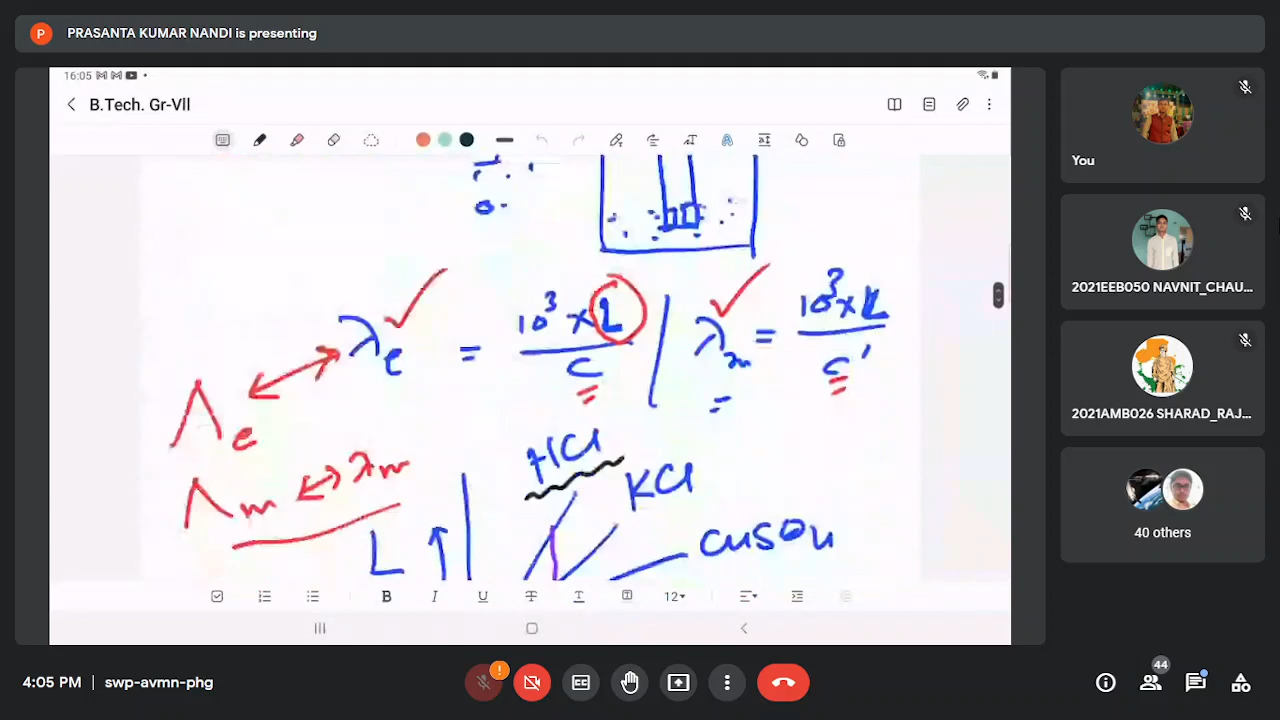 P PRASANTA KUMAR NANDI is presenting
16:05
B.Tech. Gr-VII
λe = 10³ × L / c
λm = 10³ × L / c'
Λe
Λm ↔ λm
HCl
KCl
CuSO4
L ↑
B I U T T 12
You
2021EEB050 NAVNIT_CHAU...
2021AMB026 SHARAD_RAJ...
40 others
4:05 PM | swp-avmn-phg
44